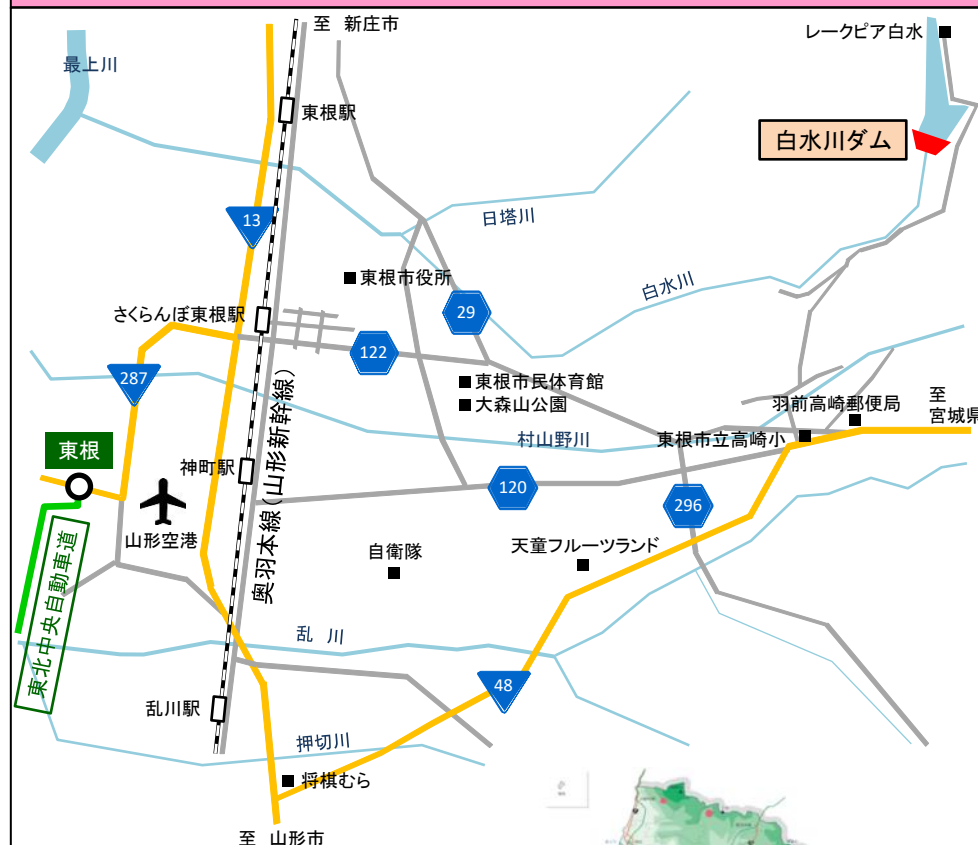 至 新庄市
レークピア白水
最上川
東根駅
白水川ダム
13
日塔川
東根市役所
白水川
さくらんぼ東根駅
29
122
287
東根市民体育館
大森山公園
羽前高崎郵便局
至
宮城県
東根
村山野川
東根市立高崎小
神町駅
120
296
山形空港
奥羽本線(山形新幹線)
自衛隊
天童フルーツランド
東北中央自動車道
乱 川
48
乱川駅
押切川
将棋むら
至 山形市